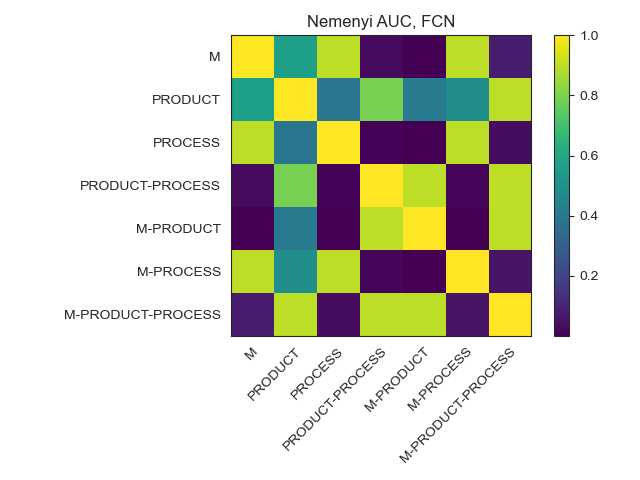 Nemenyi AUC, FCN
M
PRODUCT
PROCESS
PRODUCT-PROCESS
M-PRODUCT
M-PROCESS
M-PRODUCT-PROCESS
M
PRODUCT
PROCESS
PRODUCT-PROCESS
M-PRODUCT
M-PROCESS
M-PRODUCT-PROCESS
1.0
0.8
0.6
0.4
0.2